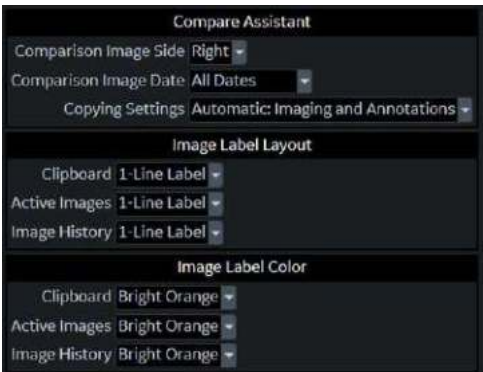 Compare Assistant
Comparison Image Side Right
Comparison Image Date All Dates
Copying Settings Automatic: Imaging and Annotations
Image Label Layout
Clipboard 1-Line Label
Active Images 1-Line Label
Image History 1-Line Label
Image Label Color
Clipboard Bright Orange
Active Images Bright Orange
Image History Bright Orange